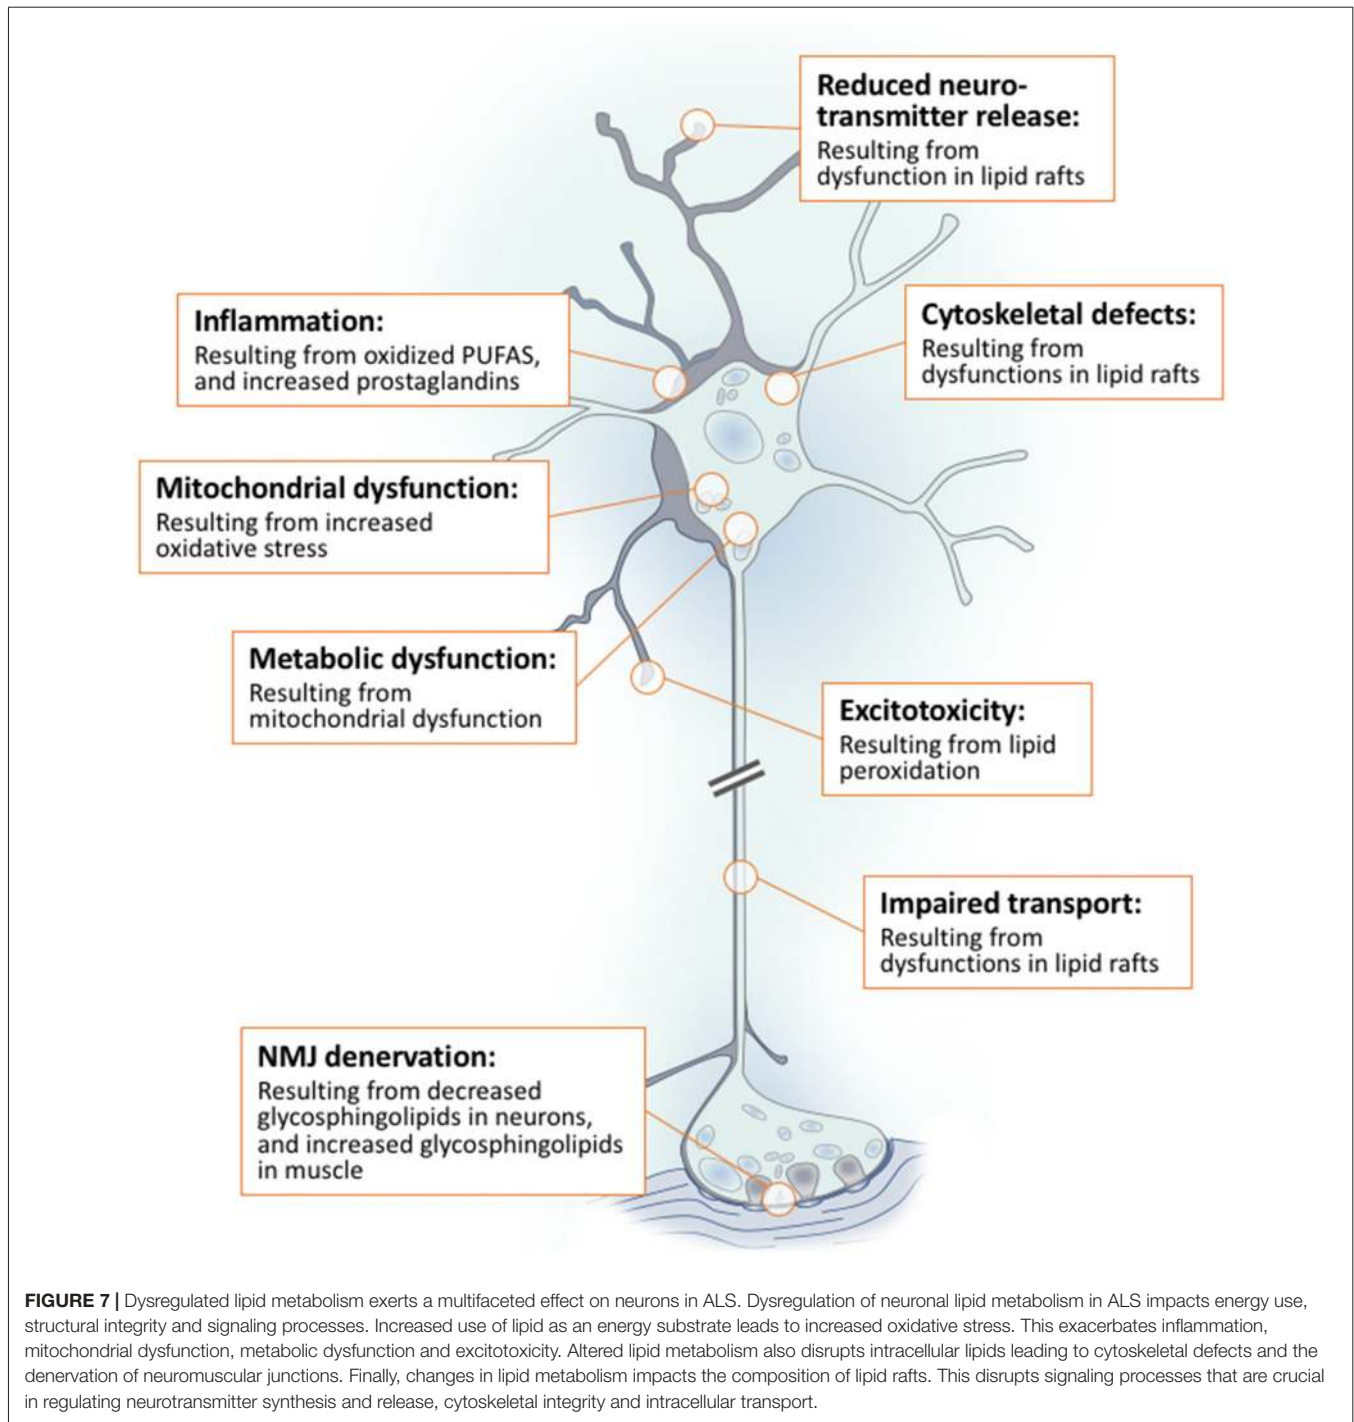 Reduced neuro-
transmitter release:
Resulting from
dysfunction in lipid rafts
Inflammation:
Resulting from oxidized PUFAS,
and increased prostaglandins
Cytoskeletal defects:
Resulting from
dysfunctions in lipid rafts
Mitochondrial dysfunction:
Resulting from increased
oxidative stress
Metabolic dysfunction:
Resulting from
mitochondrial dysfunction
Excitotoxicity:
Resulting from lipid
peroxidation
Impaired transport:
Resulting from
dysfunctions in lipid rafts
NMJ denervation:
Resulting from decreased
glycosphingolipids in neurons,
and increased glycosphingolipids
in muscle
FIGURE 7 | Dysregulated lipid metabolism exerts a multifaceted effect on neurons in ALS. Dysregulation of neuronal lipid metabolism in ALS impacts energy use,
structural integrity and signaling processes. Increased use of lipid as an energy substrate leads to increased oxidative stress. This exacerbates inflammation,
mitochondrial dysfunction, metabolic dysfunction and excitotoxicity. Altered lipid metabolism also disrupts intracellular lipids leading to cytoskeletal defects and the
denervation of neuromuscular junctions. Finally, changes in lipid metabolism impacts the composition of lipid rafts. This disrupts signaling processes that are crucial
in regulating neurotransmitter synthesis and release, cytoskeletal integrity and intracellular transport.